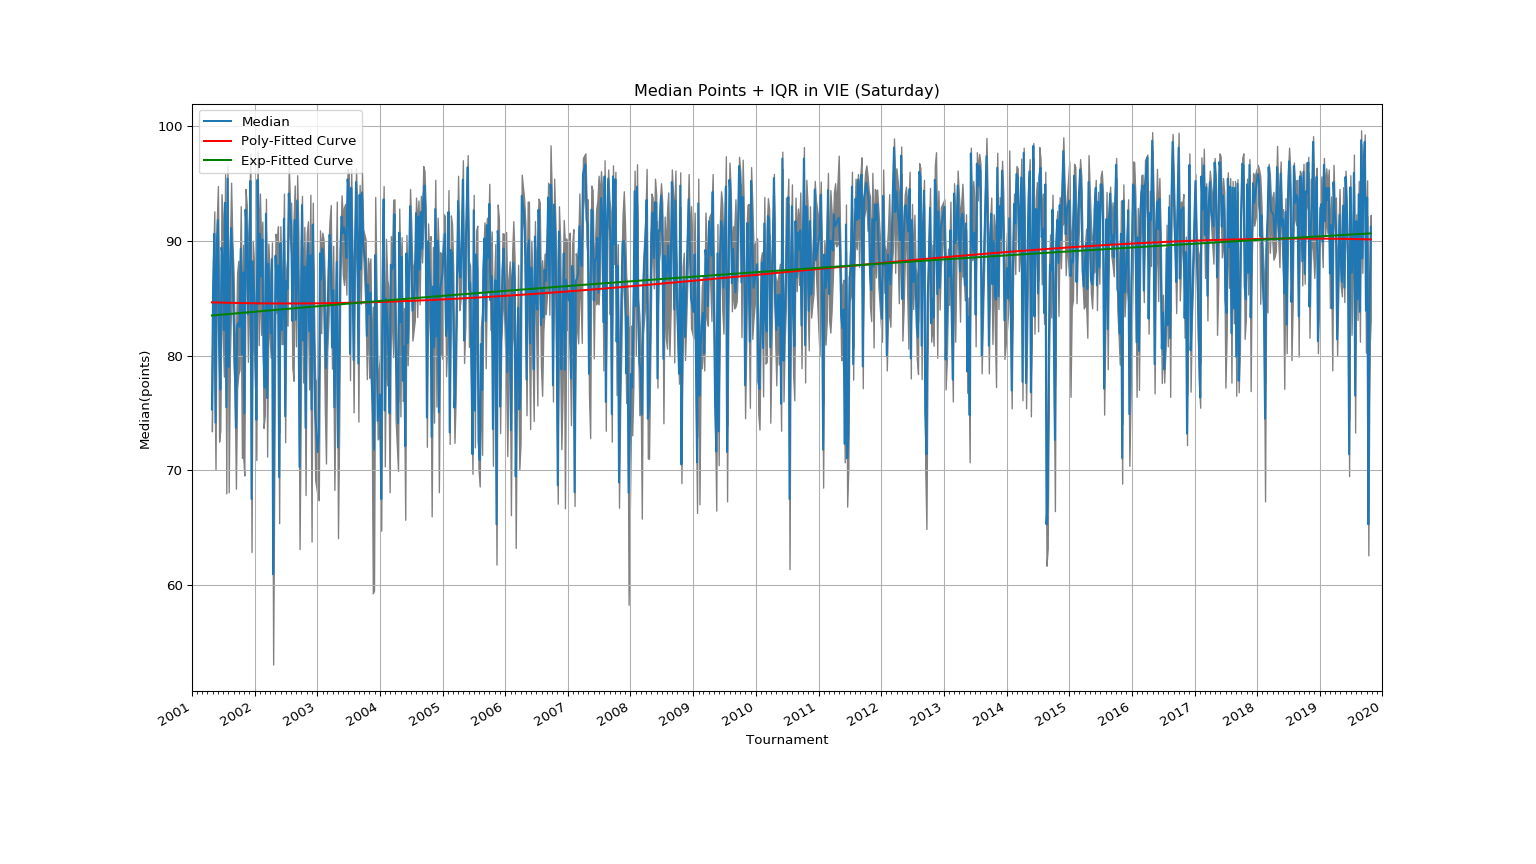 Median Points + IQR in VIE (Saturday)
Median
Poly-Fitted Curve
Exp-Fitted Curve
100
90
80
70
60
Median(points)
2001 2002 2003 2004 2005 2006 2007 2008 2009 2010 2011 2012 2013 2014 2015 2016 2017 2018 2019 2020
Tournament